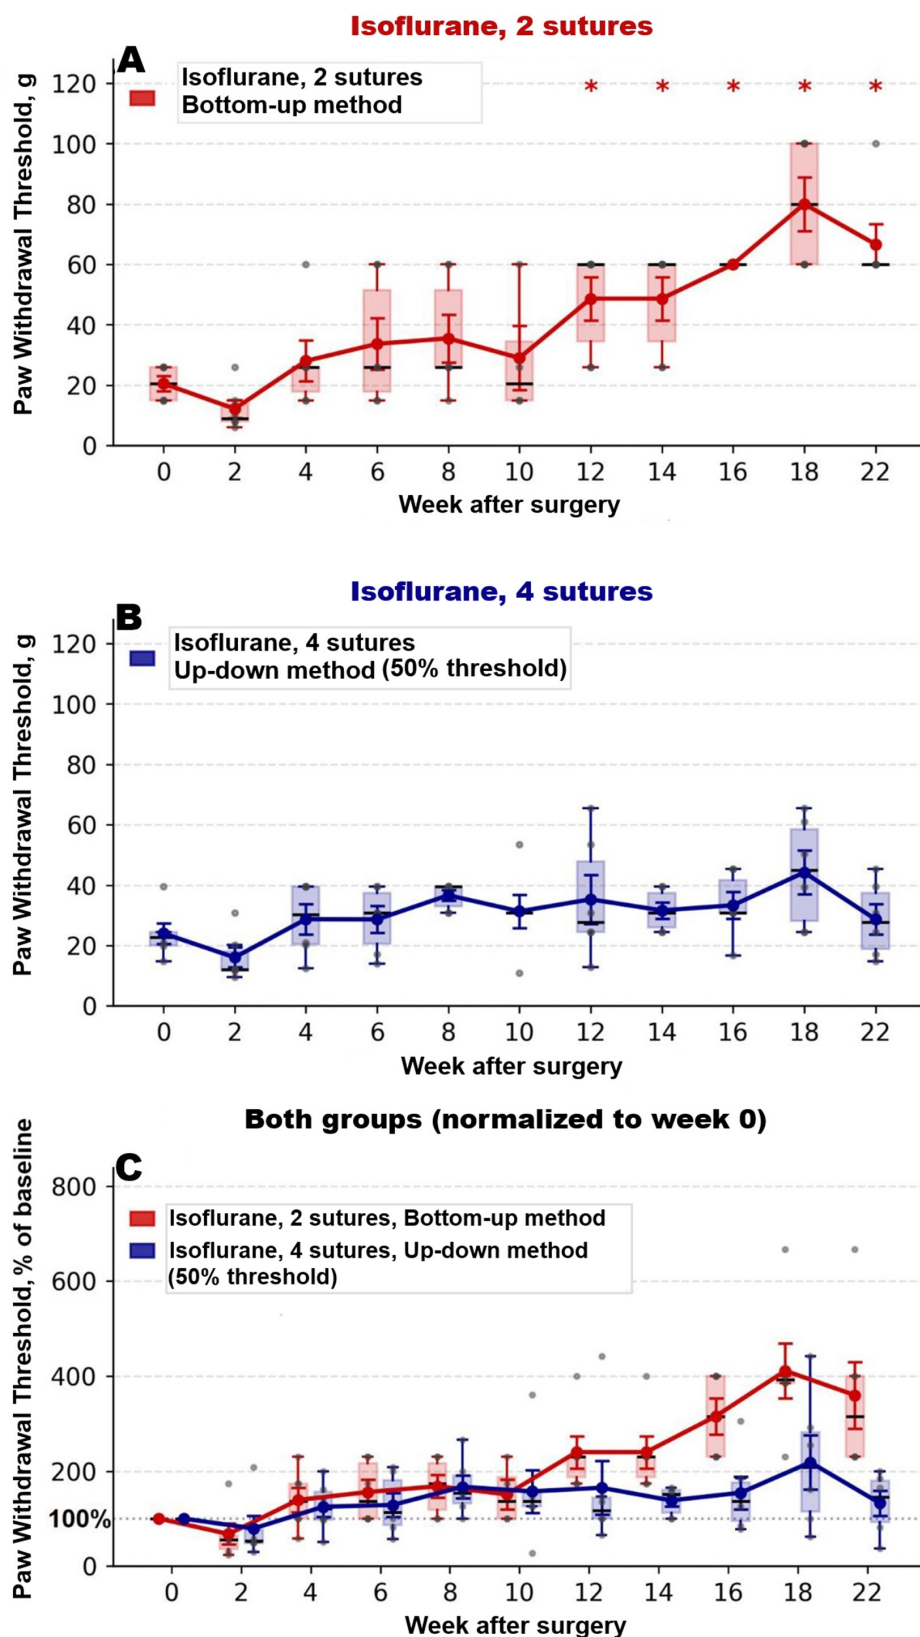 Isoflurane, 2 sutures
A
Isoflurane, 2 sutures
Bottom-up method
* * * * *
Paw Withdrawal Threshold, g
120
100
80
60
40
20
0
0 2 4 6 8 10 12 14 16 18 22
Week after surgery
Isoflurane, 4 sutures
B
Isoflurane, 4 sutures
Up-down method (50% threshold)
Paw Withdrawal Threshold, g
120
100
80
60
40
20
0
0 2 4 6 8 10 12 14 16 18 22
Week after surgery
Both groups (normalized to week 0)
C
Isoflurane, 2 sutures, Bottom-up method
Isoflurane, 4 sutures, Up-down method
(50% threshold)
Paw Withdrawal Threshold, % of baseline
800
600
400
200
100%
0
0 2 4 6 8 10 12 14 16 18 22
Week after surgery